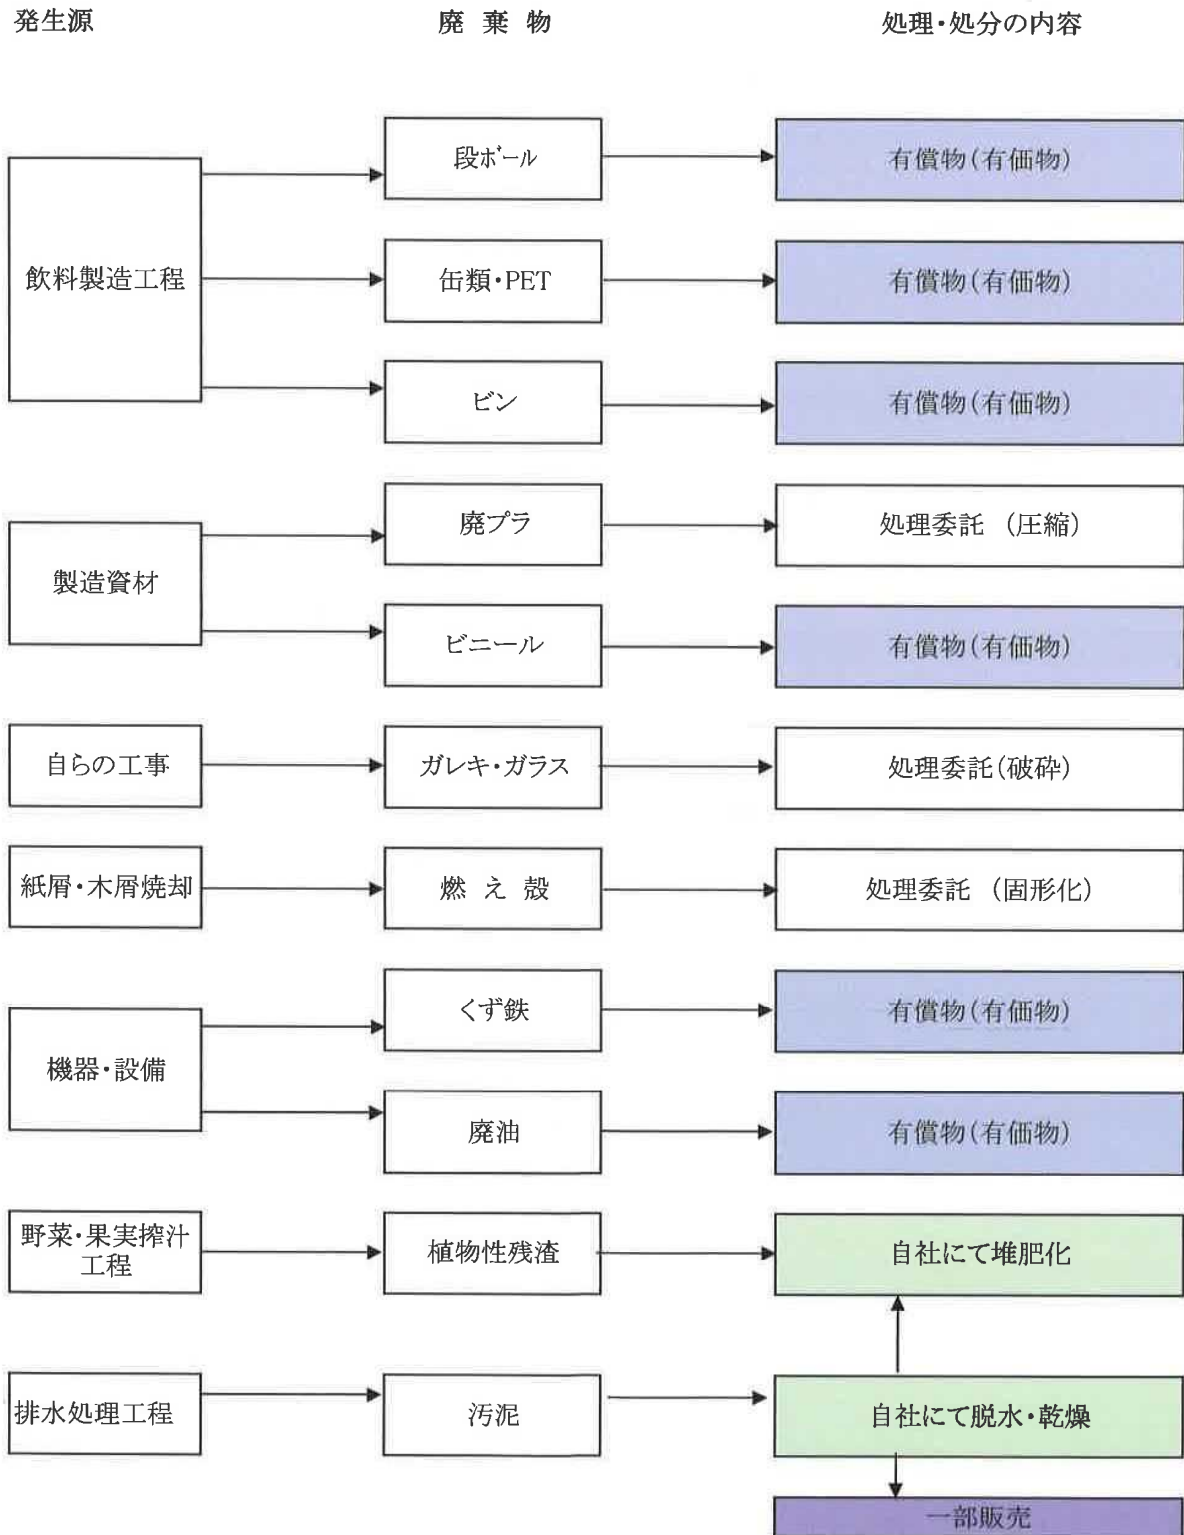 発生源
廃 棄 物
処理・処分の内容
段ボール
有償物(有価物)
飲料製造工程
缶類・PET
有償物(有価物)
ビン
有償物(有価物)
製造資材
廃プラ
処理委託 (圧縮)
ビニール
有償物(有価物)
自らの工事
ガレキ・ガラス
処理委託(破砕)
紙屑・木屑焼却
燃 え 殻
処理委託 (固形化)
機器・設備
くず鉄
有償物(有価物)
廃油
有償物(有価物)
野菜・果実搾汁
工程
植物性残渣
自社にて堆肥化
排水処理工程
汚泥
自社にて脱水・乾燥
一部販売